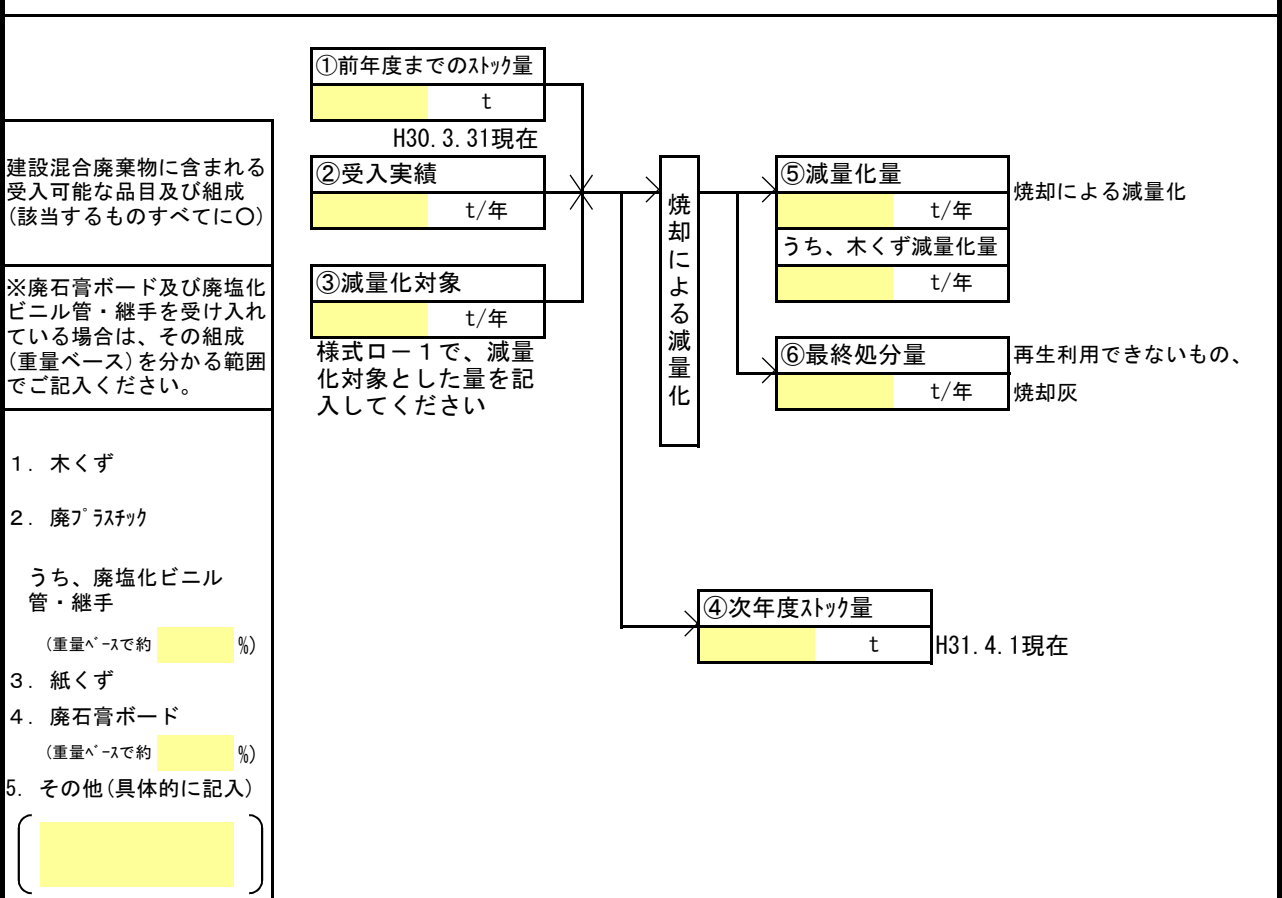 建設混合廃棄物に含まれる
受入可能な品目及び組成
(該当するものすべてに〇)
※廃石膏ボード及び廃塩化
ビニル管・継手を受け入れ
ている場合は、その組成
(重量ベース)を分かる範囲
でご記入ください。
１．木くず
２．廃ﾌﾟﾗｽﾁｯｸ
うち、廃塩化ビニル
管・継手
(重量ﾍﾞｰｽで約 %)
３．紙くず
４．廃石膏ボード
(重量ﾍﾞｰｽで約 %)
5. その他(具体的に記入)
①前年度までのｽﾄｯｸ量
t
H30.3.31現在
②受入実績
t/年
③減量化対象
t/年
様式ロ－１で、減量
化対象とした量を記
入してください
焼却による減量化
⑤減量化量
t/年
焼却による減量化
うち、木くず減量化量
t/年
⑥最終処分量
t/年
再生利用できないもの、
焼却灰
④次年度ｽﾄｯｸ量
t
H31.4.1現在